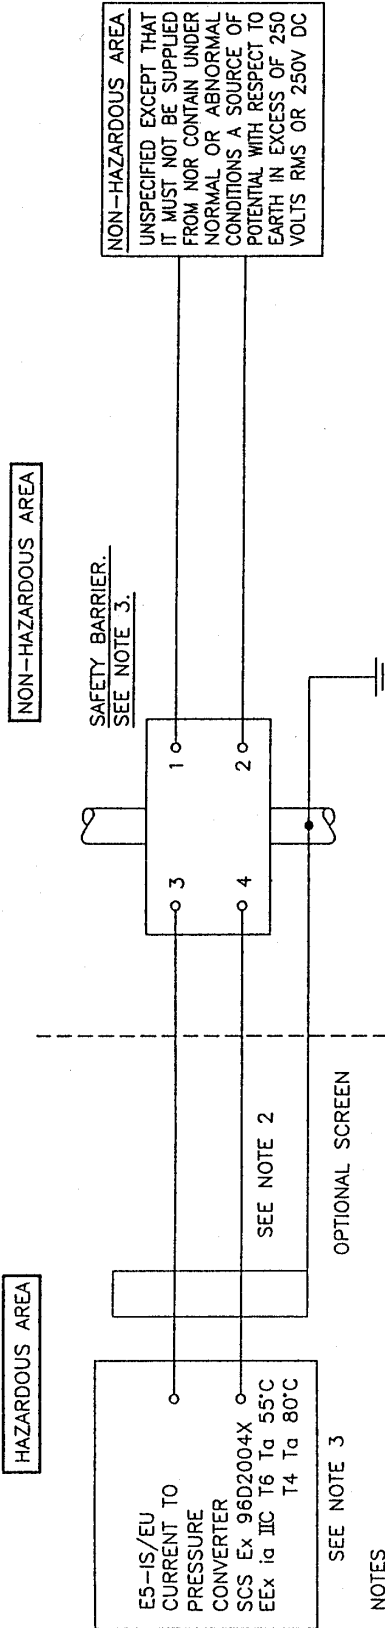 HAZARDOUS AREA
NON-HAZARDOUS AREA
E5-IS/EU
CURRENT TO
PRESSURE
CONVERTER
SCS Ex 96D2004X
EEx ia IIC T6 Ta 55°C
T4 Ta 80°C
SEE NOTE 3
SEE NOTE 2
OPTIONAL SCREEN
SAFETY BARRIER.
SEE NOTE 3.
3
1
4
2
NON-HAZARDOUS AREA
UNSPECIFIED EXCEPT THAT
IT MUST NOT BE SUPPLIED
FROM NOR CONTAIN UNDER
NORMAL OR ABNORMAL
CONDITIONS A SOURCE OF
POTENTIAL WITH RESPECT TO
EARTH IN EXCESS OF 250
VOLTS RMS OR 250V DC
NOTES